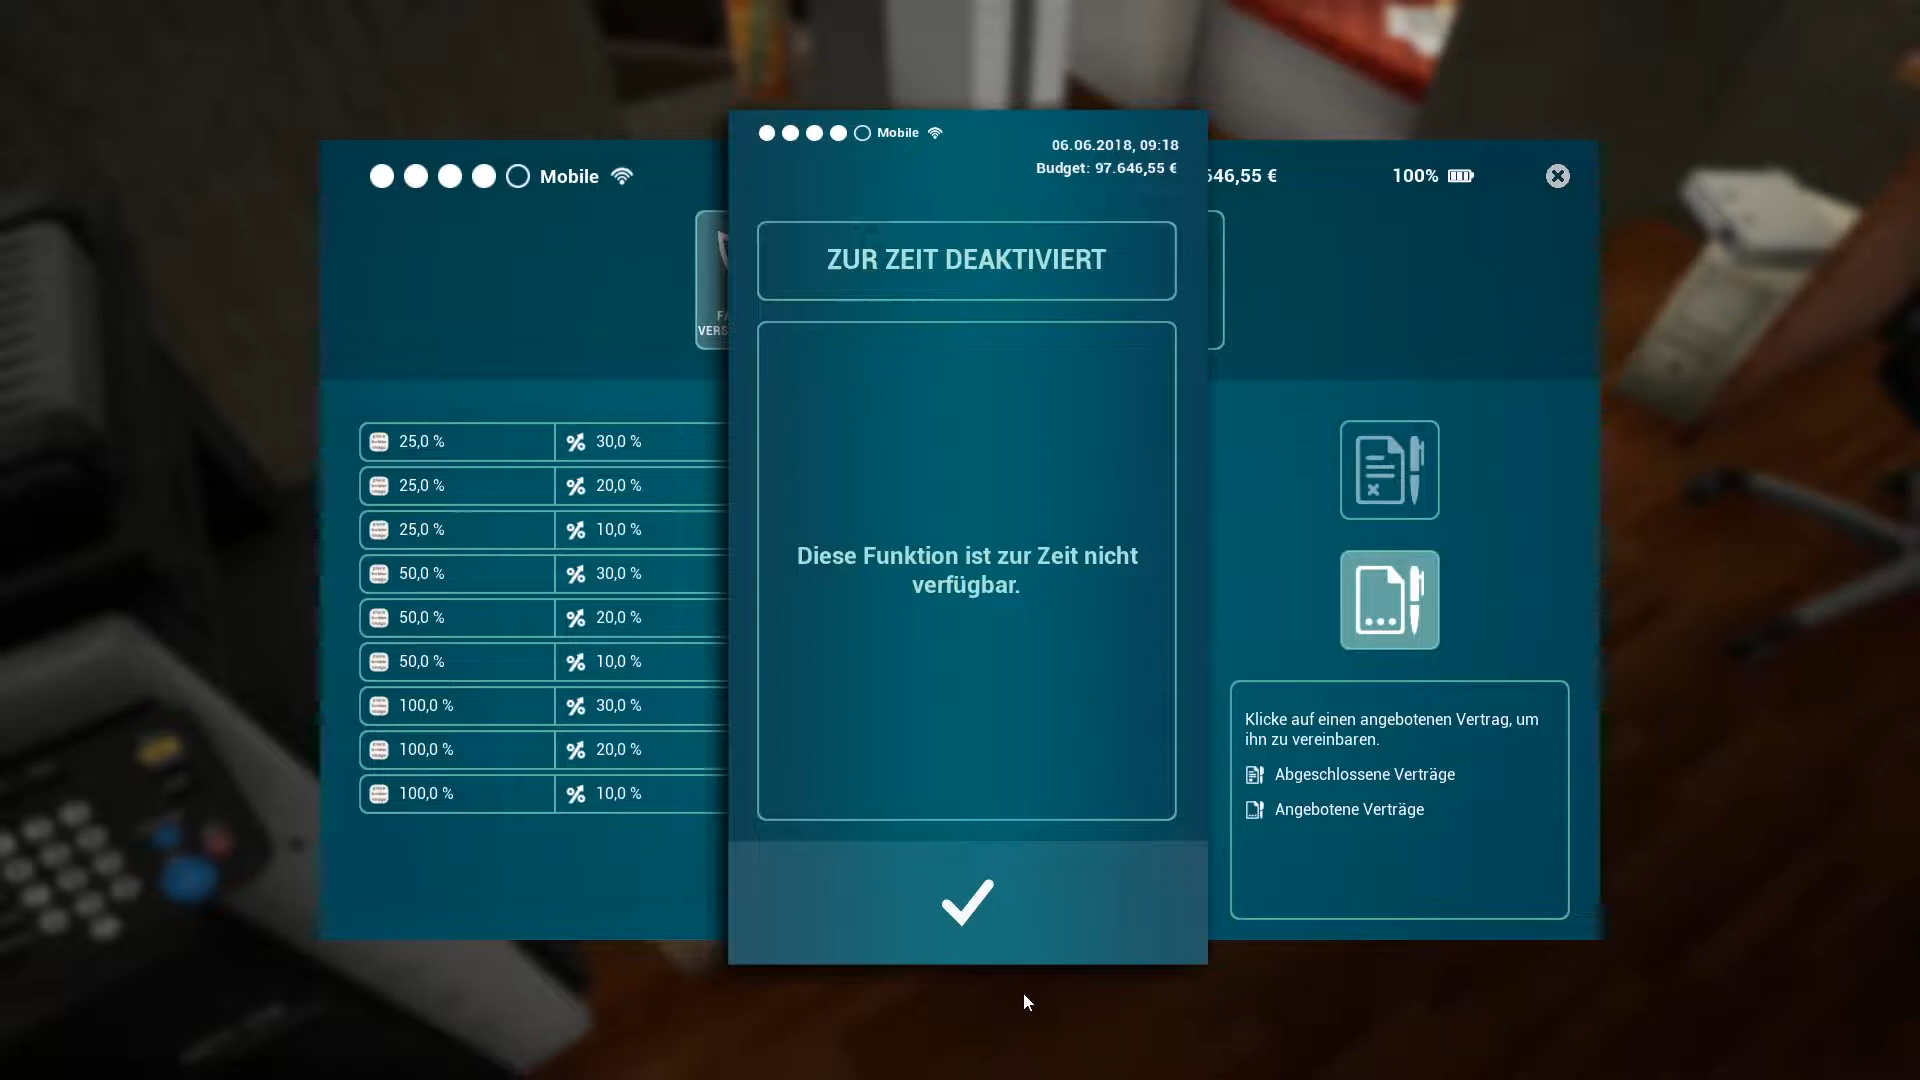 Mobile
06.06.2018, 09:18
Budget: 97.646,55 €
Mobile
646,55 €
100%
ZUR ZEIT DEAKTIVIERT
Diese Funktion ist zur Zeit nicht
verfügbar.
25,0 %
30,0 %
25,0 %
20,0 %
25,0 %
10,0 %
50,0 %
30,0 %
50,0 %
20,0 %
50,0 %
10,0 %
100,0 %
30,0 %
100,0 %
20,0 %
100,0 %
10,0 %
Klicke auf einen angebotenen Vertrag, um
ihn zu vereinbaren.
Abgeschlossene Verträge
Angebotene Verträge